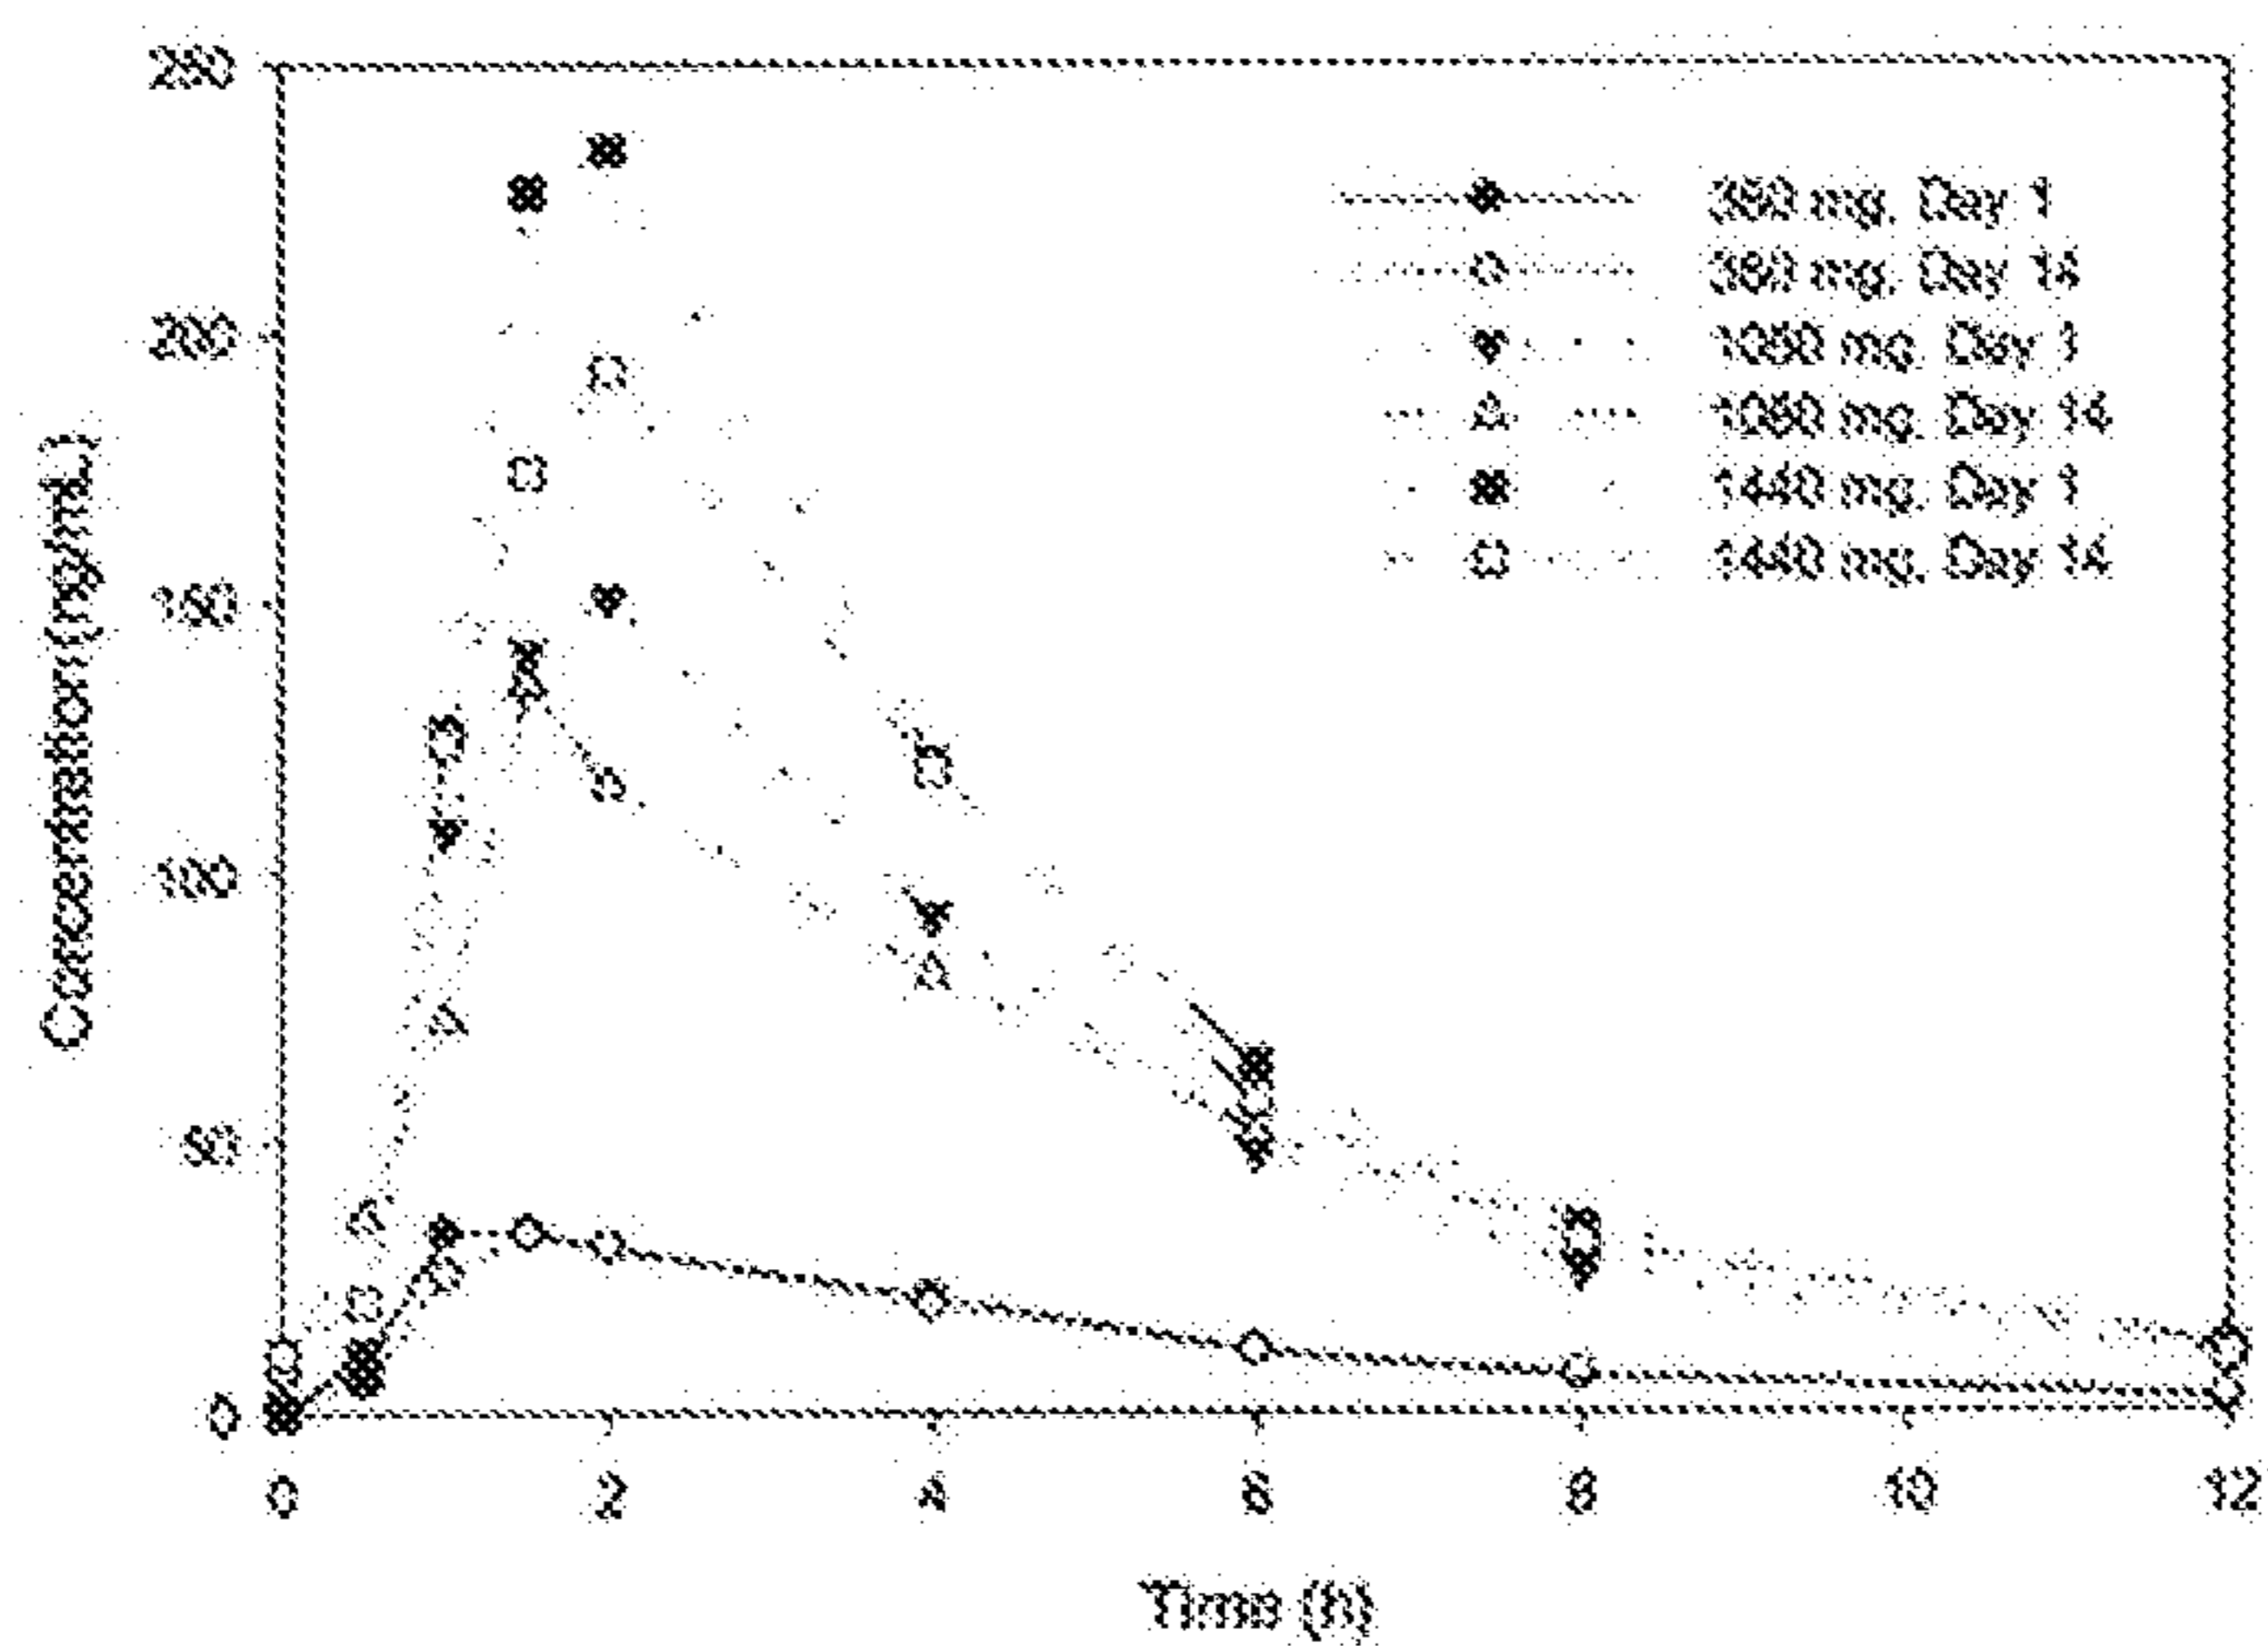 Concentration (ng/mL)
250
200
150
100
50
0
360 mg, Day 1
360 mg, Day 14
1080 mg, Day 1
1080 mg, Day 14
1440 mg, Day 1
1440 mg, Day 14
0 2 4 6 8 10 12
Time (h)